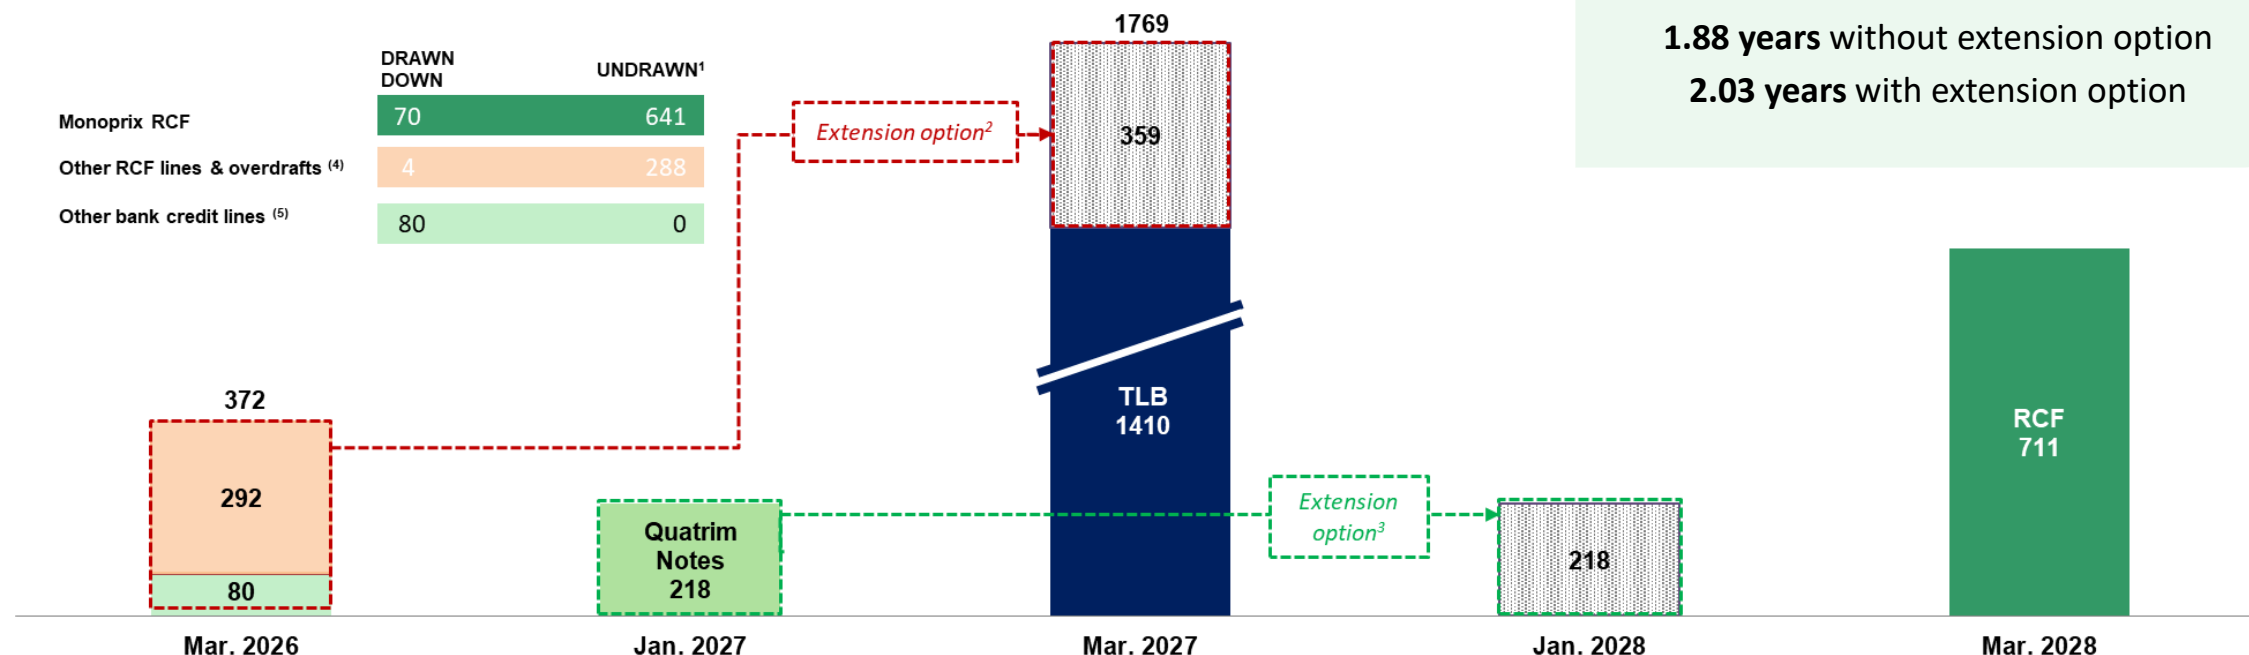 1769
1.88 years without extension option
2.03 years with extension option
DRAWN
DOWN
UNDRAWN¹
Monoprix RCF
70
641
Extension option²
359
Other RCF lines & overdrafts (4)
4
288
Other bank credit lines (5)
80
0
372
292
80
Quatrim
Notes
218
TLB
1410
Extension
option³
218
RCF
711
Mar. 2026
Jan. 2027
Mar. 2027
Jan. 2028
Mar. 2028